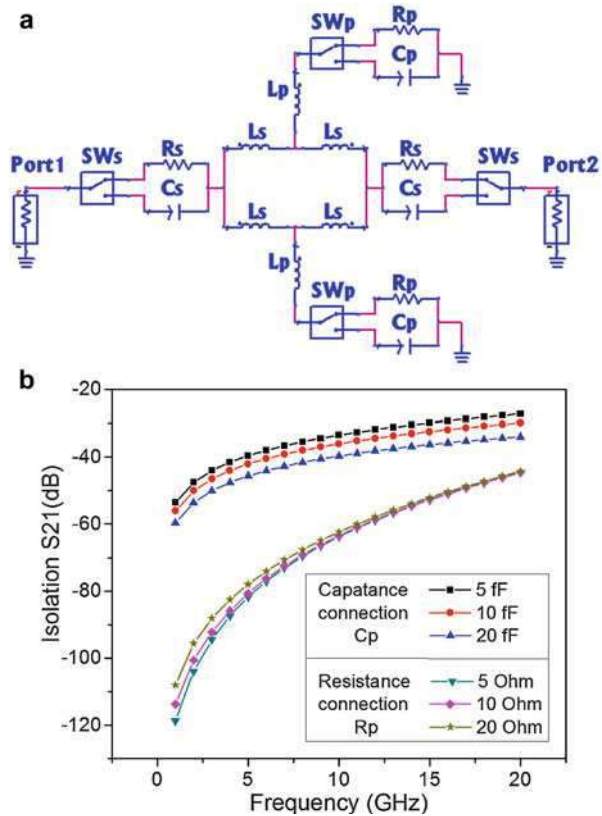 a
SWp
Rp
Cp
Lp
Ls
Ls
Port1
SWs
Rs
Cs
Rs
Cs
SWs
Port2
Ls
Ls
Lp
SWp
Rp
Cp
b
-20
-40
-60
-80
-100
-120
Isolation S21(dB)
Capatance
connection
Cp
5 fF
10 fF
20 fF
Resistance
connection
Rp
5 Ohm
10 Ohm
20 Ohm
0 5 10 15 20
Frequency (GHz)